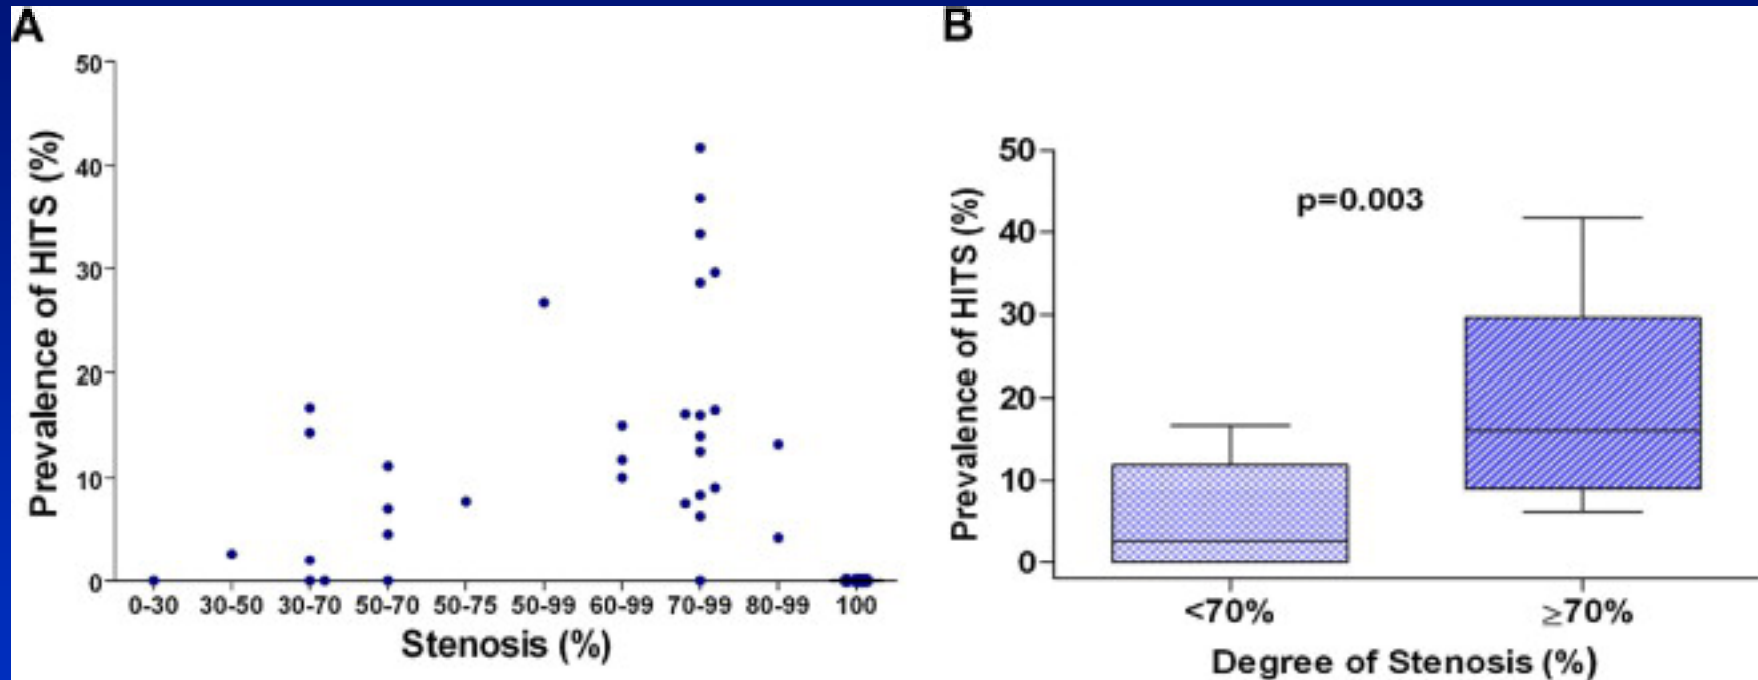 A
Prevalence of HITS (%)
50
40
30
20
10
0
0-30 30-50 30-70 50-70 50-75 50-99 60-99 70-99 80-99 100
Stenosis (%)
B
Prevalence of HITS (%)
50
40
30
20
10
0
p=0.003
<70% ≥70%
Degree of Stenosis (%)